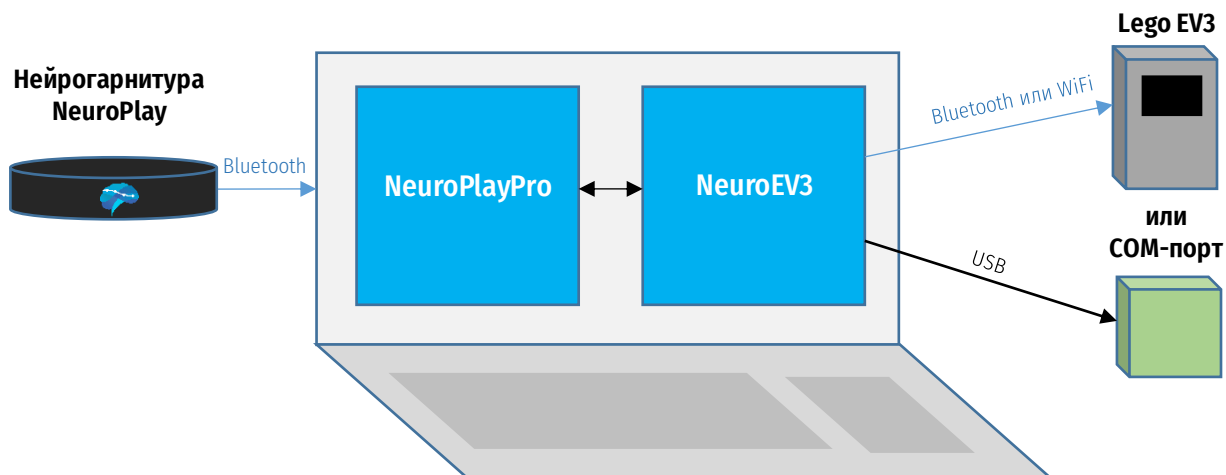 Нейрогарнитура
NeuroPlay
Bluetooth
NeuroPlayPro
NeuroEV3
Bluetooth или WiFi
USB
Lego EV3
или
COM-порт